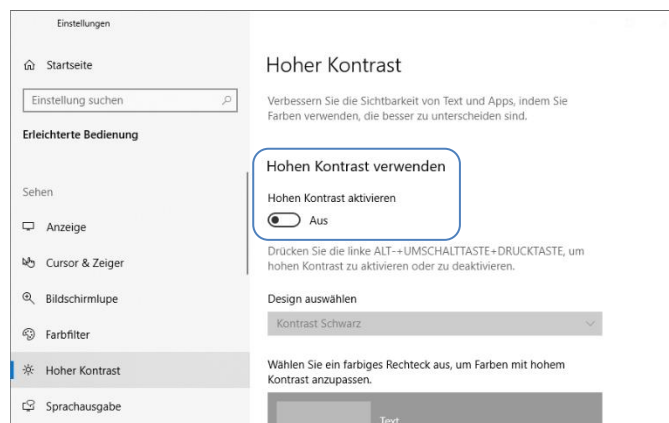 Einstellungen
Startseite
Einstellung suchen
Erleichterte Bedienung
Sehen
Anzeige
Cursor & Zeiger
Bildschirmlupe
Farbfilter
Hoher Kontrast
Sprachausgabe
Hoher Kontrast
Verbessern Sie die Sichtbarkeit von Text und Apps, indem Sie
Farben verwenden, die besser zu unterscheiden sind.
Hohen Kontrast verwenden
Hohen Kontrast aktivieren
Aus
Drücken Sie die linke ALT-+UMSCHALTTASTE+DRUCKTASTE, um
hohen Kontrast zu aktivieren oder zu deaktivieren.
Design auswählen
Kontrast Schwarz
Wählen Sie ein farbiges Rechteck aus, um Farben mit hohem
Kontrast anzupassen.
Text